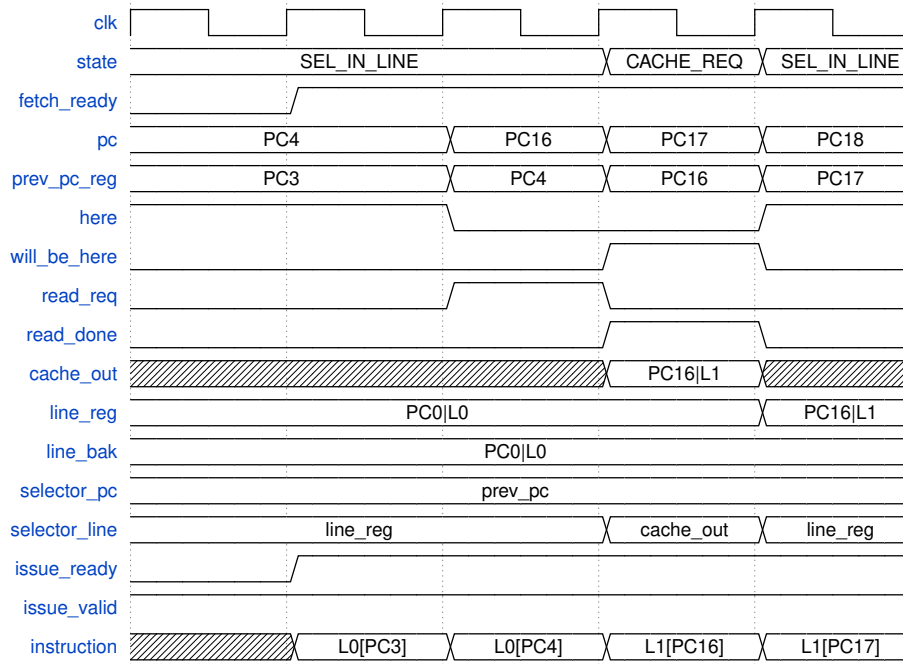 clk
state SEL_IN_LINE CACHE_REQ SEL_IN_LINE
fetch_ready
pc PC4 PC16 PC17 PC18
prev_pc_reg PC3 PC4 PC16 PC17
here
will_be_here
read_req
read_done
cache_out PC16|L1
line_reg PC0|L0 PC16|L1
line_bak PC0|L0
selector_pc prev_pc
selector_line line_reg cache_out line_reg
issue_ready
issue_valid
instruction L0[PC3] L0[PC4] L1[PC16] L1[PC17]